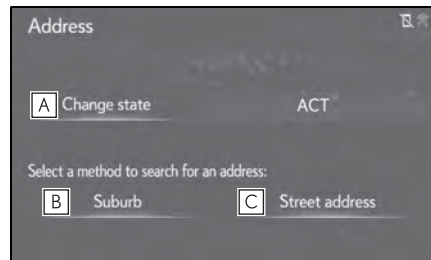 Address
A Change state ACT
Select a method to search for an address:
B Suburb C Street address